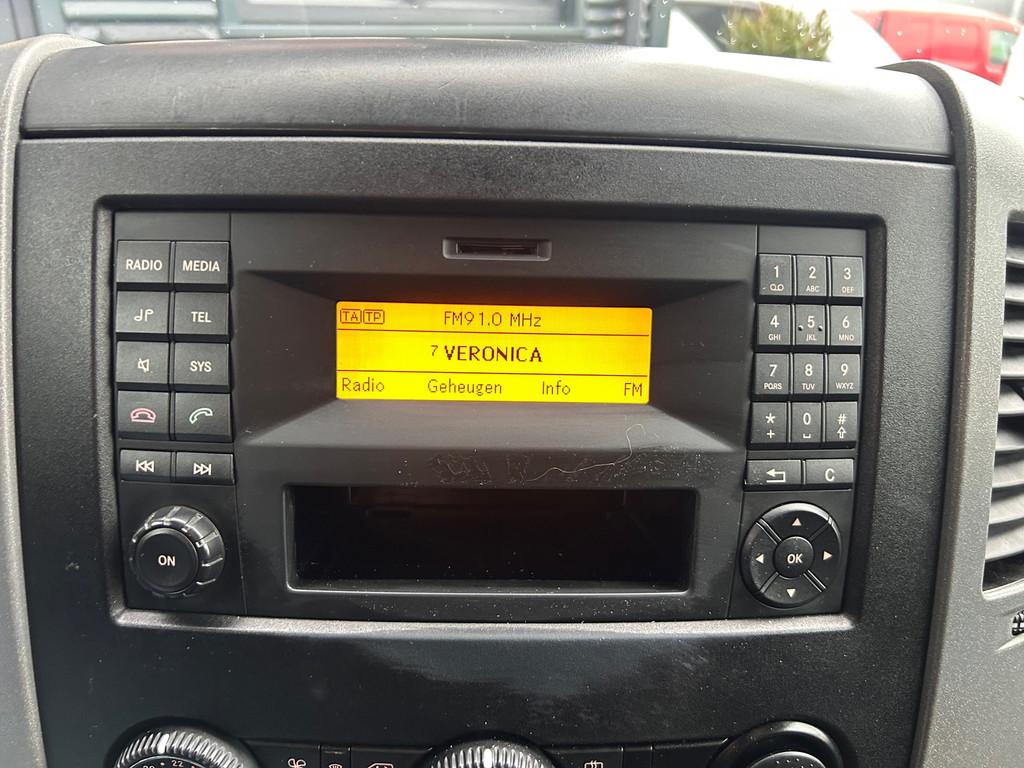 RADIO MEDIA
TEL
SYS
TA TP FM91.0 MHz
7 VERONICA
Radio Geheugen Info FM
1 2 ABC 3 DEF
4 GHI 5 JKL 6 MNO
7 PQRS 8 TUV 9 WXYZ
* + 0 #
C
ON
OK
22